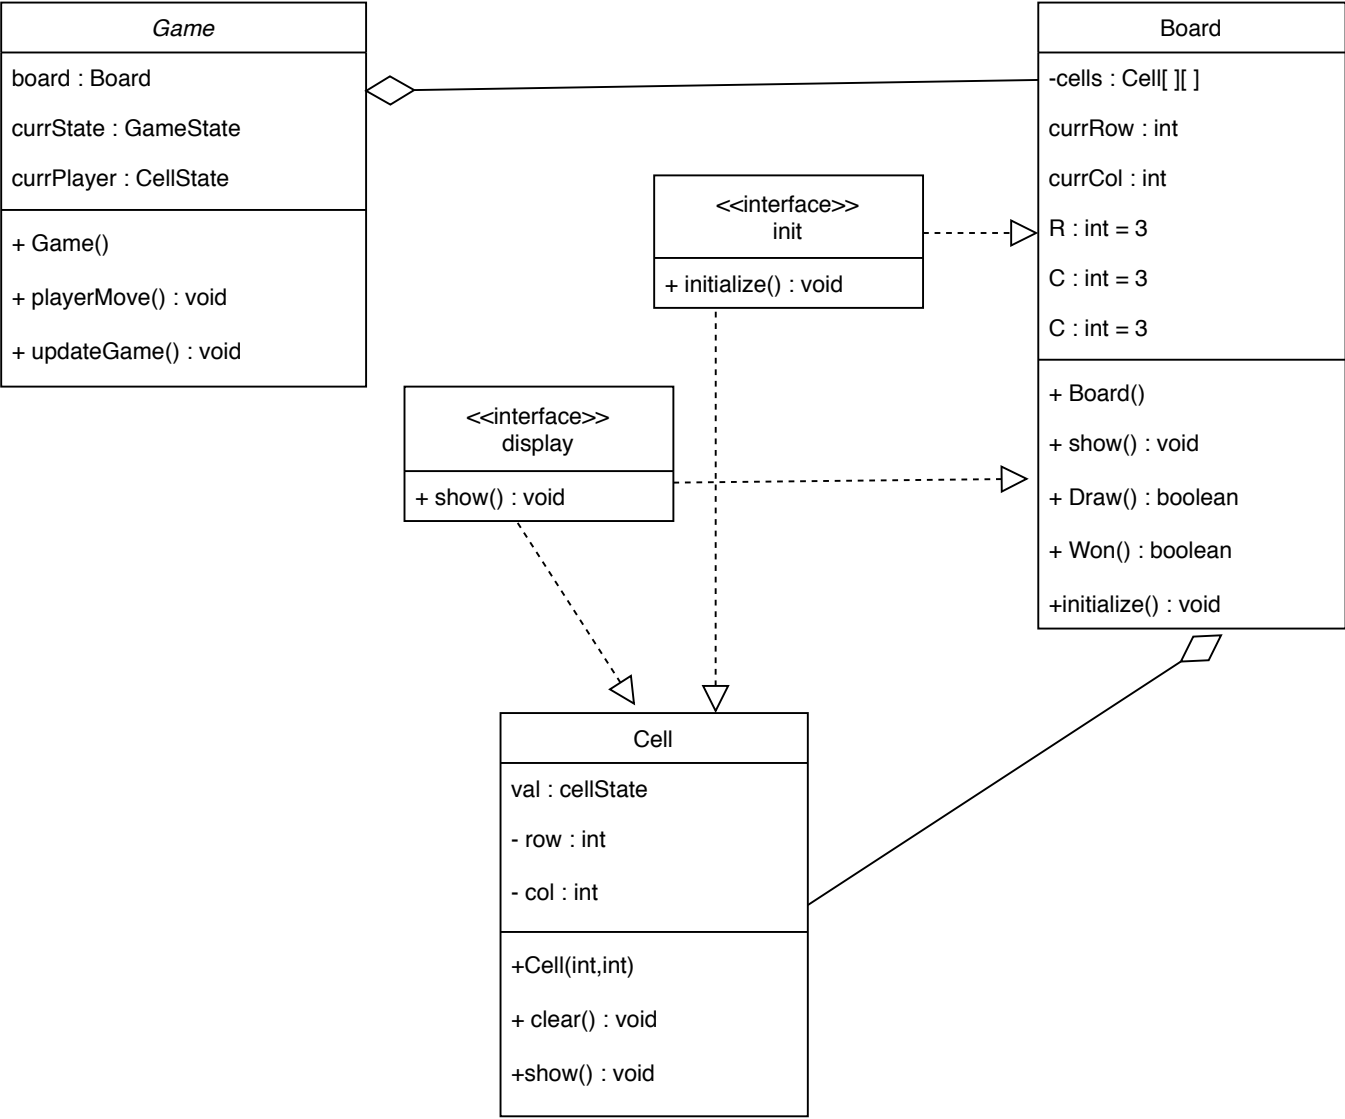 Game
board : Board
currState : GameState
currPlayer : CellState
+ Game()
+ playerMove() : void
+ updateGame() : void
Board
-cells : Cell[ ][ ]
currRow : int
currCol : int
R : int = 3
C : int = 3
C : int = 3
+ Board()
+ show() : void
+ Draw() : boolean
+ Won() : boolean
+initialize() : void
<<interface>>
init
+ initialize() : void
<<interface>>
display
+ show() : void
Cell
val : cellState
- row : int
- col : int
+Cell(int,int)
+ clear() : void
+show() : void